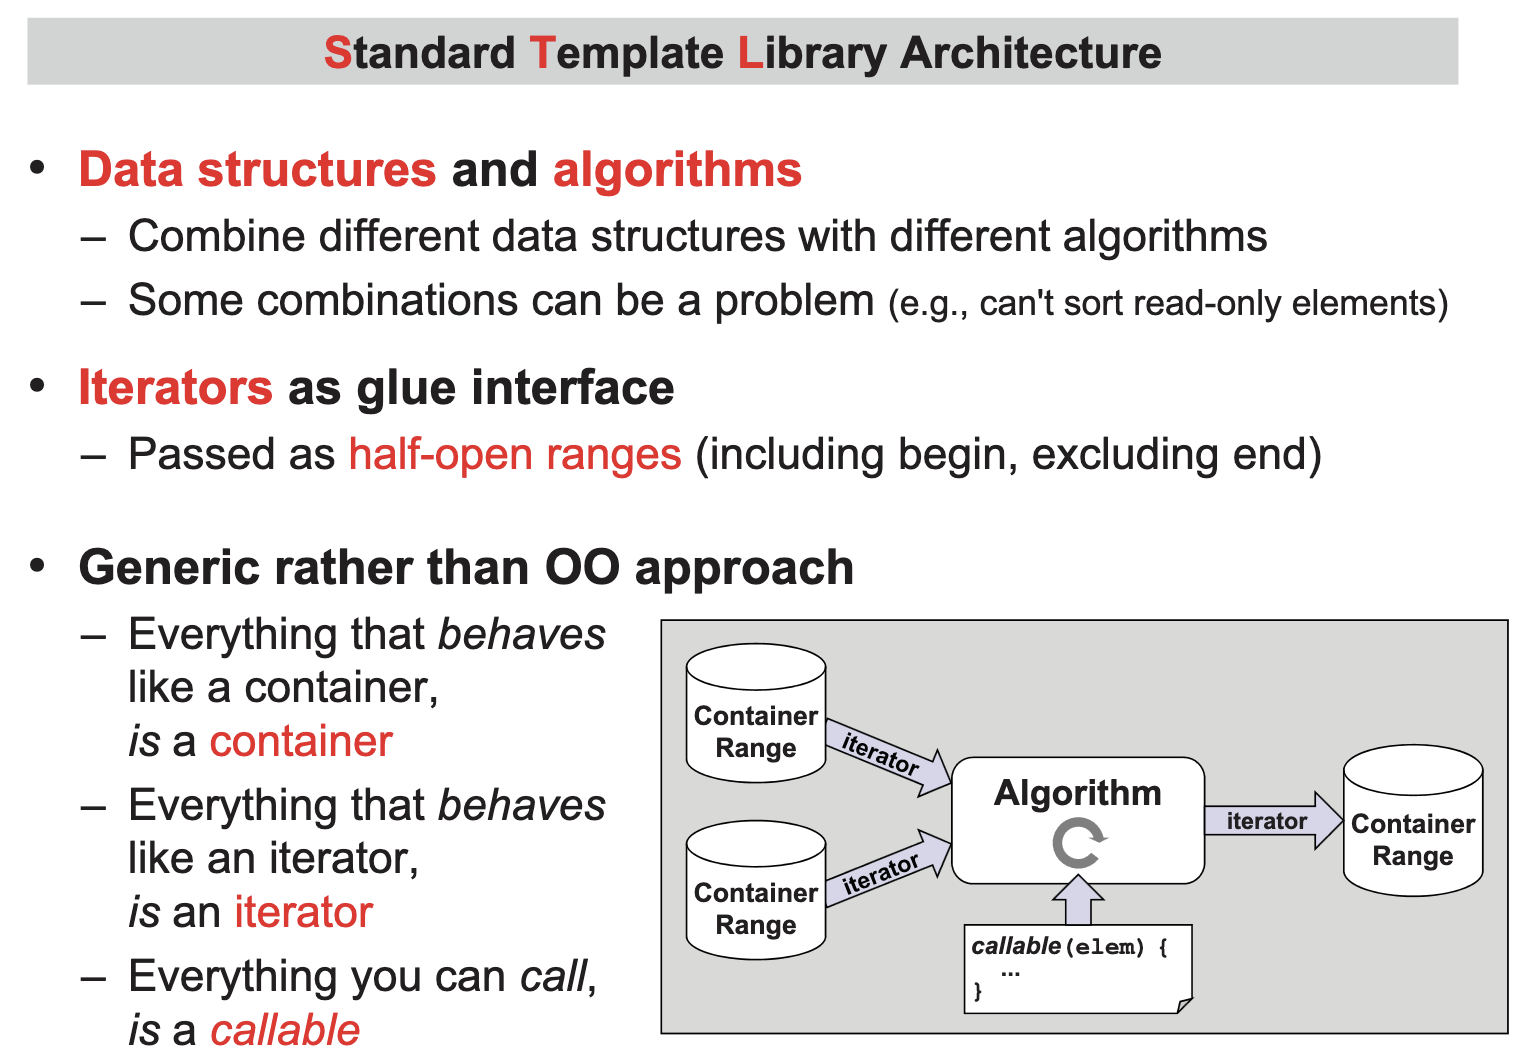 Standard Template Library Architecture
• Data structures and algorithms
– Combine different data structures with different algorithms
– Some combinations can be a problem (e.g., can't sort read-only elements)
• Iterators as glue interface
– Passed as half-open ranges (including begin, excluding end)
• Generic rather than OO approach
– Everything that behaves
like a container,
is a container
– Everything that behaves
like an iterator,
is an iterator
– Everything you can call,
is a callable
Container
Range
iterator
Container
Range
iterator
Algorithm
callable(elem) {
...
}
iterator
Container
Range